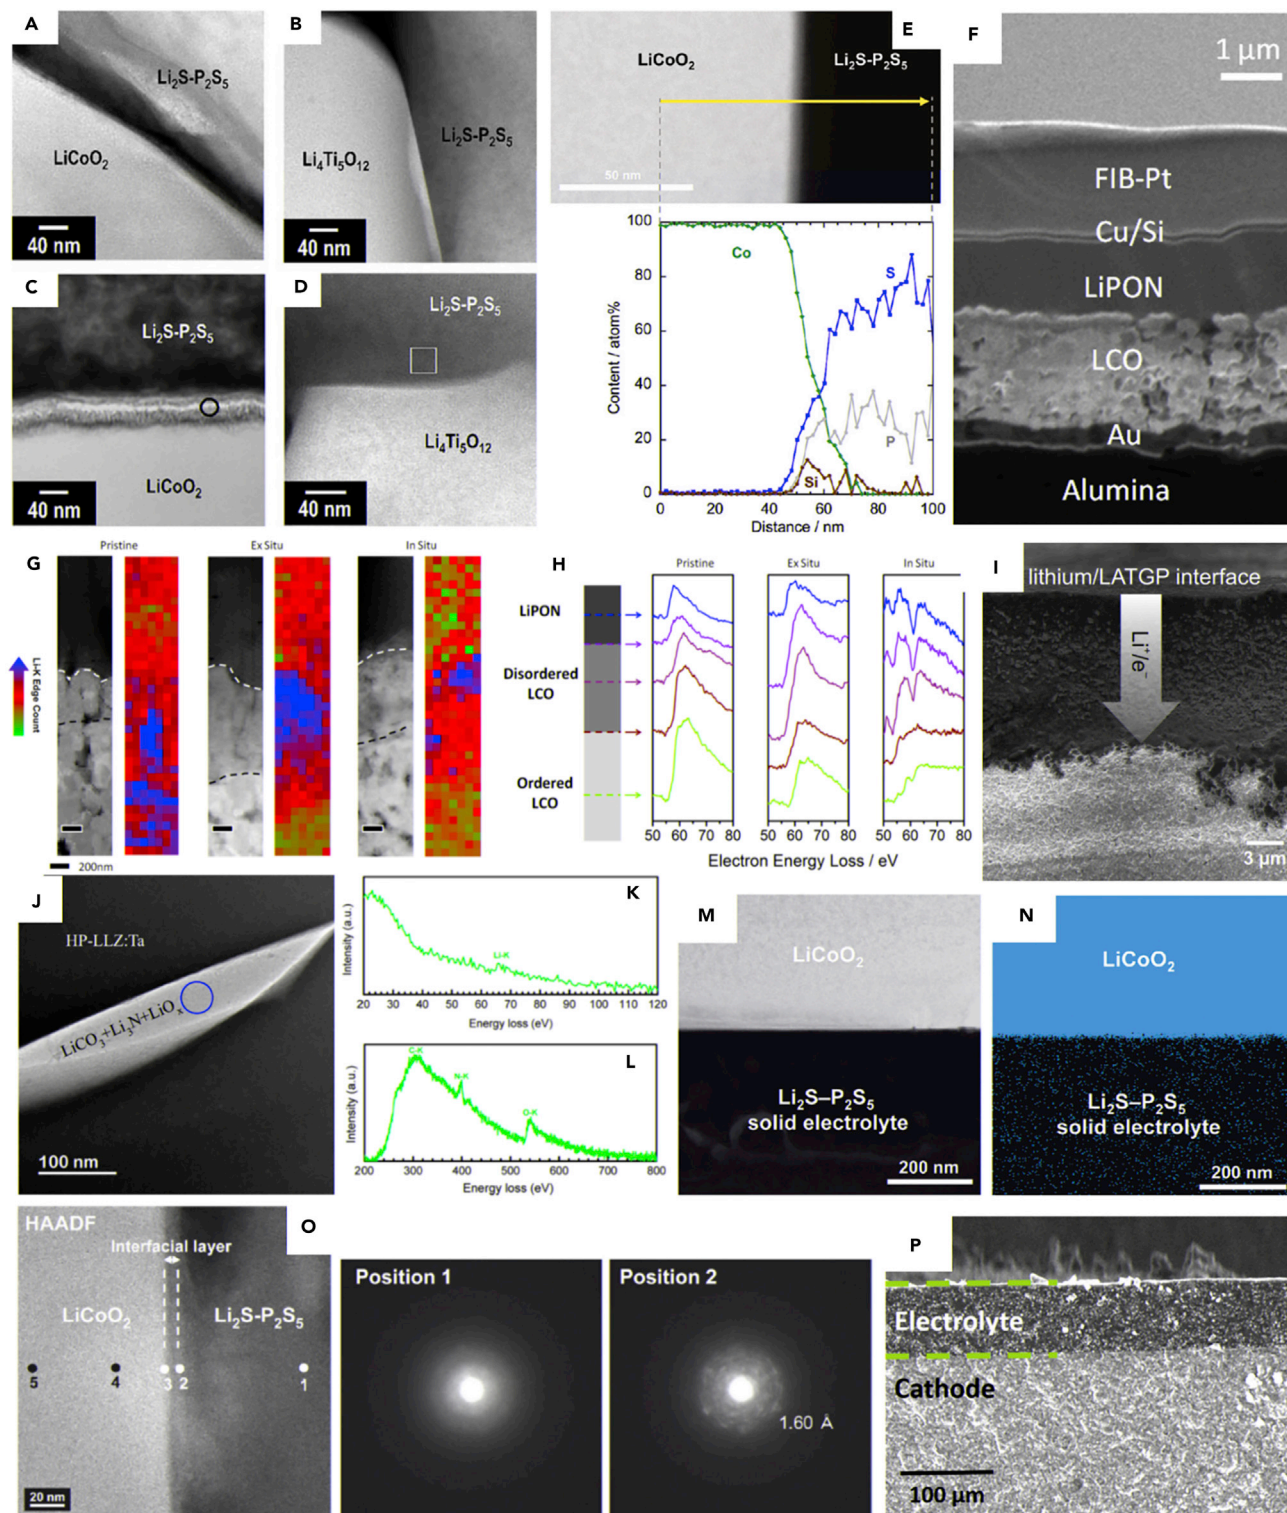 A
Li2S-P2S5
LiCoO2
40 nm
B
Li4Ti5O12
Li2S-P2S5
40 nm
C
Li2S-P2S5
LiCoO2
40 nm
D
Li2S-P2S5
Li4Ti5O12
40 nm
E
LiCoO2
Li2S-P2S5
50 nm
100
80
60
40
20
0
Content / atom%
Co
S
P
Si
0 20 40 60 80 100
Distance / nm
F
1 µm
FIB-Pt
Cu/Si
LiPON
LCO
Au
Alumina
G
Pristine
Ex Situ
In Situ
Li-K Edge Count
200nm
H
Pristine
Ex Situ
In Situ
LiPON
Disordered
LCO
Ordered
LCO
50 60 70 80
50 60 70 80
50 60 70 80
Electron Energy Loss / eV
I
lithium/LATGP interface
Li+/e-
3 µm
J
HP-LLZ:Ta
LiCO3+Li3N+LiOx
100 nm
K
Intensity (a.u.)
Li-K
20 40 60 80 100 120
Energy loss (eV)
L
Intensity (a.u.)
C-K
N-K
O-K
200 300 400 500 600 700 800
Energy loss (eV)
M
LiCoO2
Li2S–P2S5
solid electrolyte
200 nm
N
LiCoO2
Li2S–P2S5
solid electrolyte
200 nm
O
HAADF
Interfacial layer
LiCoO2
Li2S-P2S5
5 4 3 2 1
20 nm
Position 1
Position 2
1.60 Å
P
Electrolyte
Cathode
100 µm